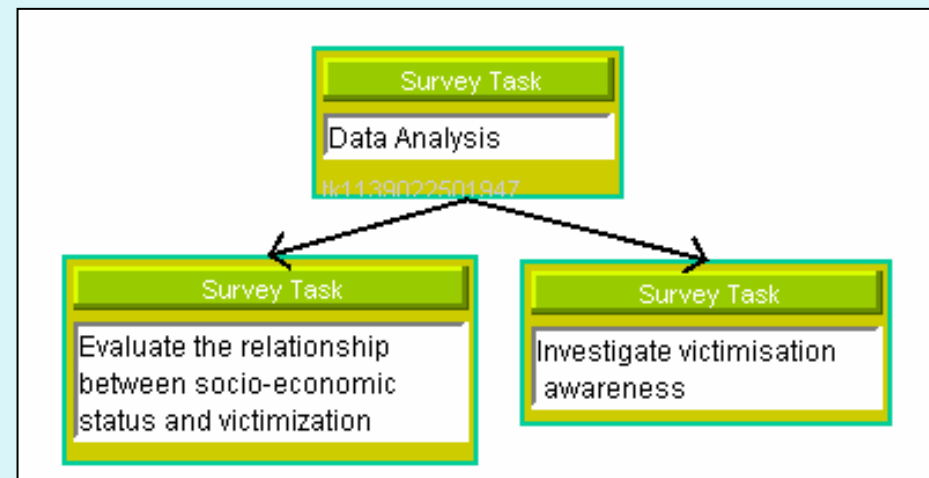 Survey Task
Data Analysis
tk1139022501947
Survey Task
Evaluate the relationship
between socio-economic
status and victimization
Survey Task
Investigate victimisation
awareness